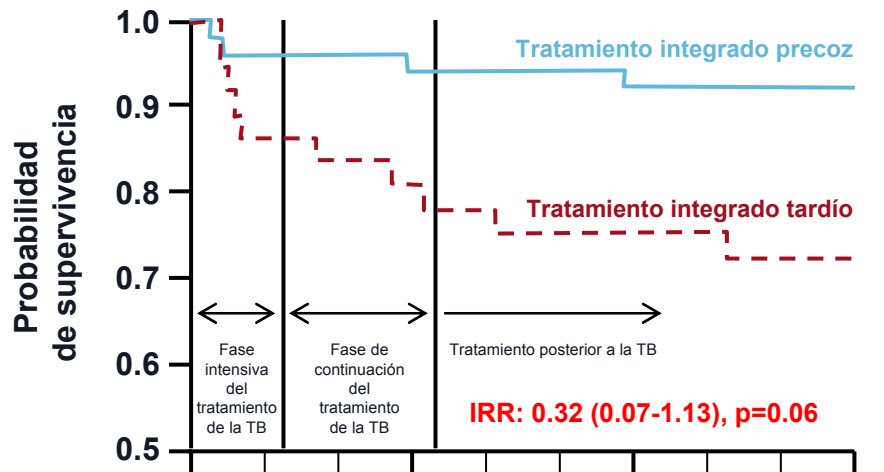 1.0
0.9
0.8
0.7
0.6
0.5
Probabilidad
de supervivencia
Tratamiento integrado precoz
Tratamiento integrado tardío
Fase
intensiva
del
tratamiento
de la TB
Fase de
continuación
del
tratamiento
de la TB
Tratamiento posterior a la TB
IRR: 0.32 (0.07-1.13), p=0.06